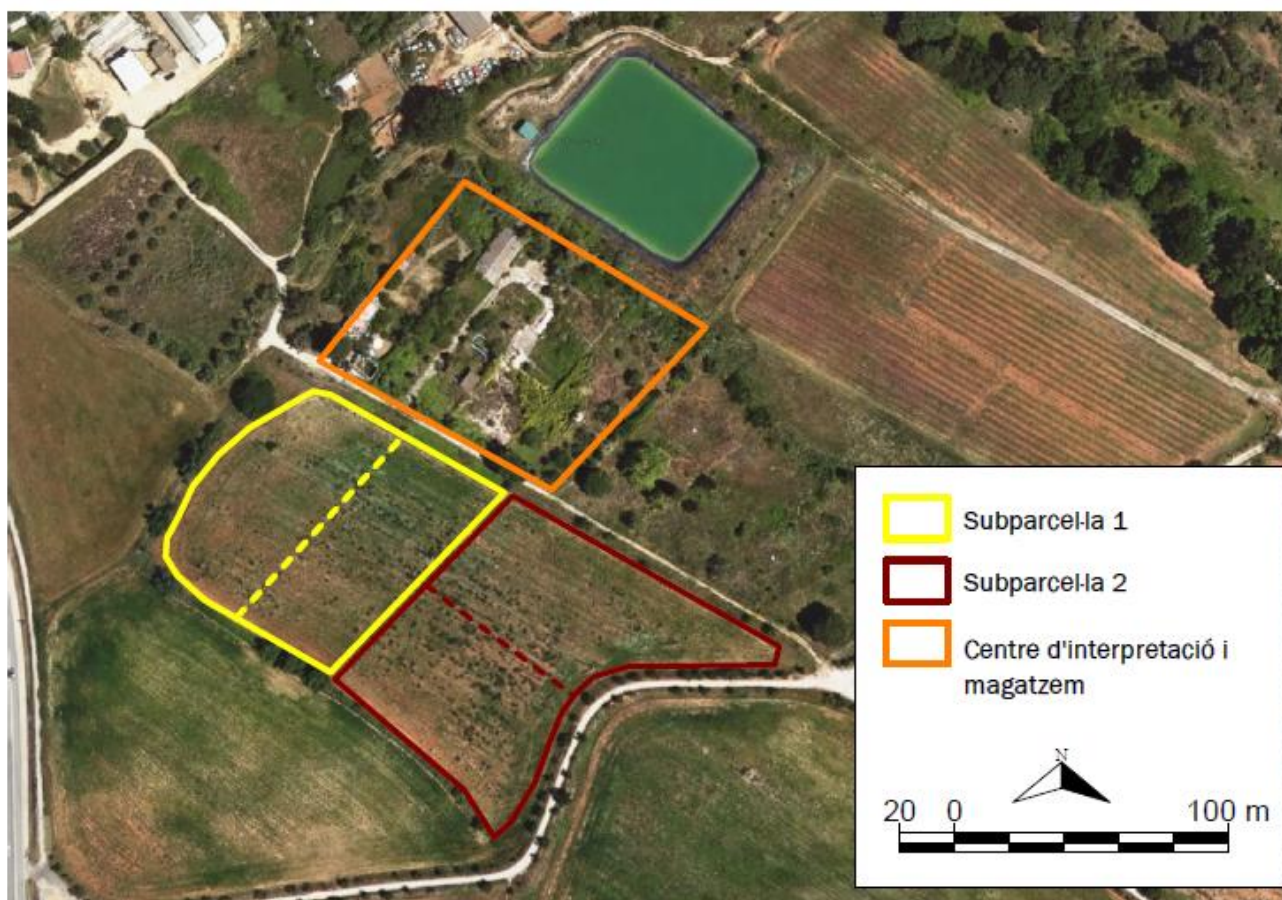 Subparcel·la 1
Subparcel·la 2
Centre d'interpretació i
magatzem
N
20 0 100 m